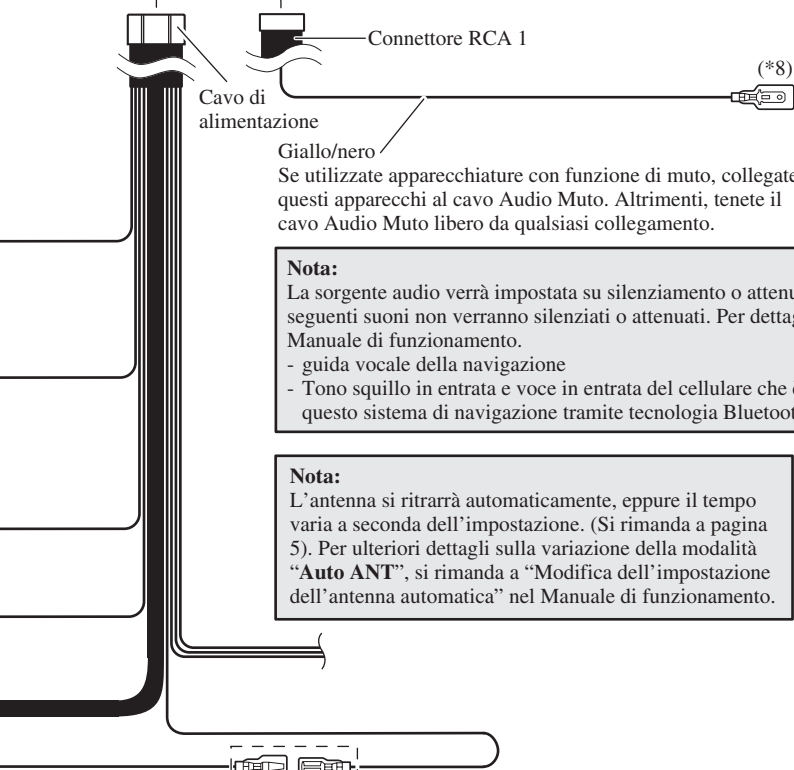 Connettore RCA 1
(*8)
Cavo di
alimentazione
Giallo/nero
Se utilizzate apparecchiature con funzione di muto, collegate
questi apparecchi al cavo Audio Muto. Altrimenti, tenete il
cavo Audio Muto libero da qualsiasi collegamento.
Nota:
La sorgente audio verrà impostata su silenziamento o attenu
seguenti suoni non verranno silenziati o attenuati. Per dettag
Manuale di funzionamento.
- guida vocale della navigazione
- Tono squillo in entrata e voce in entrata del cellulare che
questo sistema di navigazione tramite tecnologia Bluetoot
Nota:
L’antenna si ritrarrà automaticamente, eppure il tempo
varia a seconda dell’impostazione. (Si rimanda a pagina
5). Per ulteriori dettagli sulla variazione della modalità
“Auto ANT”, si rimanda a “Modifica dell’impostazione
dell’antenna automatica” nel Manuale di funzionamento.